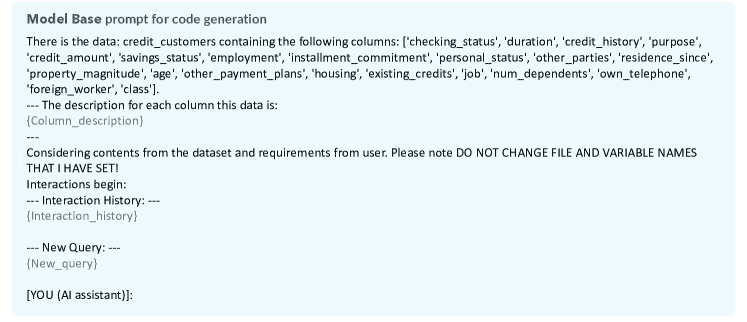 Model Base prompt for code generation
There is the data: credit_customers containing the following columns: ['checking_status', 'duration', 'credit_history', 'purpose',
'credit_amount', 'savings_status', 'employment', 'installment_commitment', 'personal_status', 'other_parties', 'residence_since',
'property_magnitude', 'age', 'other_payment_plans', 'housing', 'existing_credits', 'job', 'num_dependents', 'own_telephone',
'foreign_worker', 'class'].
--- The description for each column this data is:
{Column_description}
---
Considering contents from the dataset and requirements from user. Please note DO NOT CHANGE FILE AND VARIABLE NAMES
THAT I HAVE SET!
Interactions begin:
--- Interaction History: ---
{Interaction_history}
--- New Query: ---
{New_query}
[YOU (AI assistant)]: